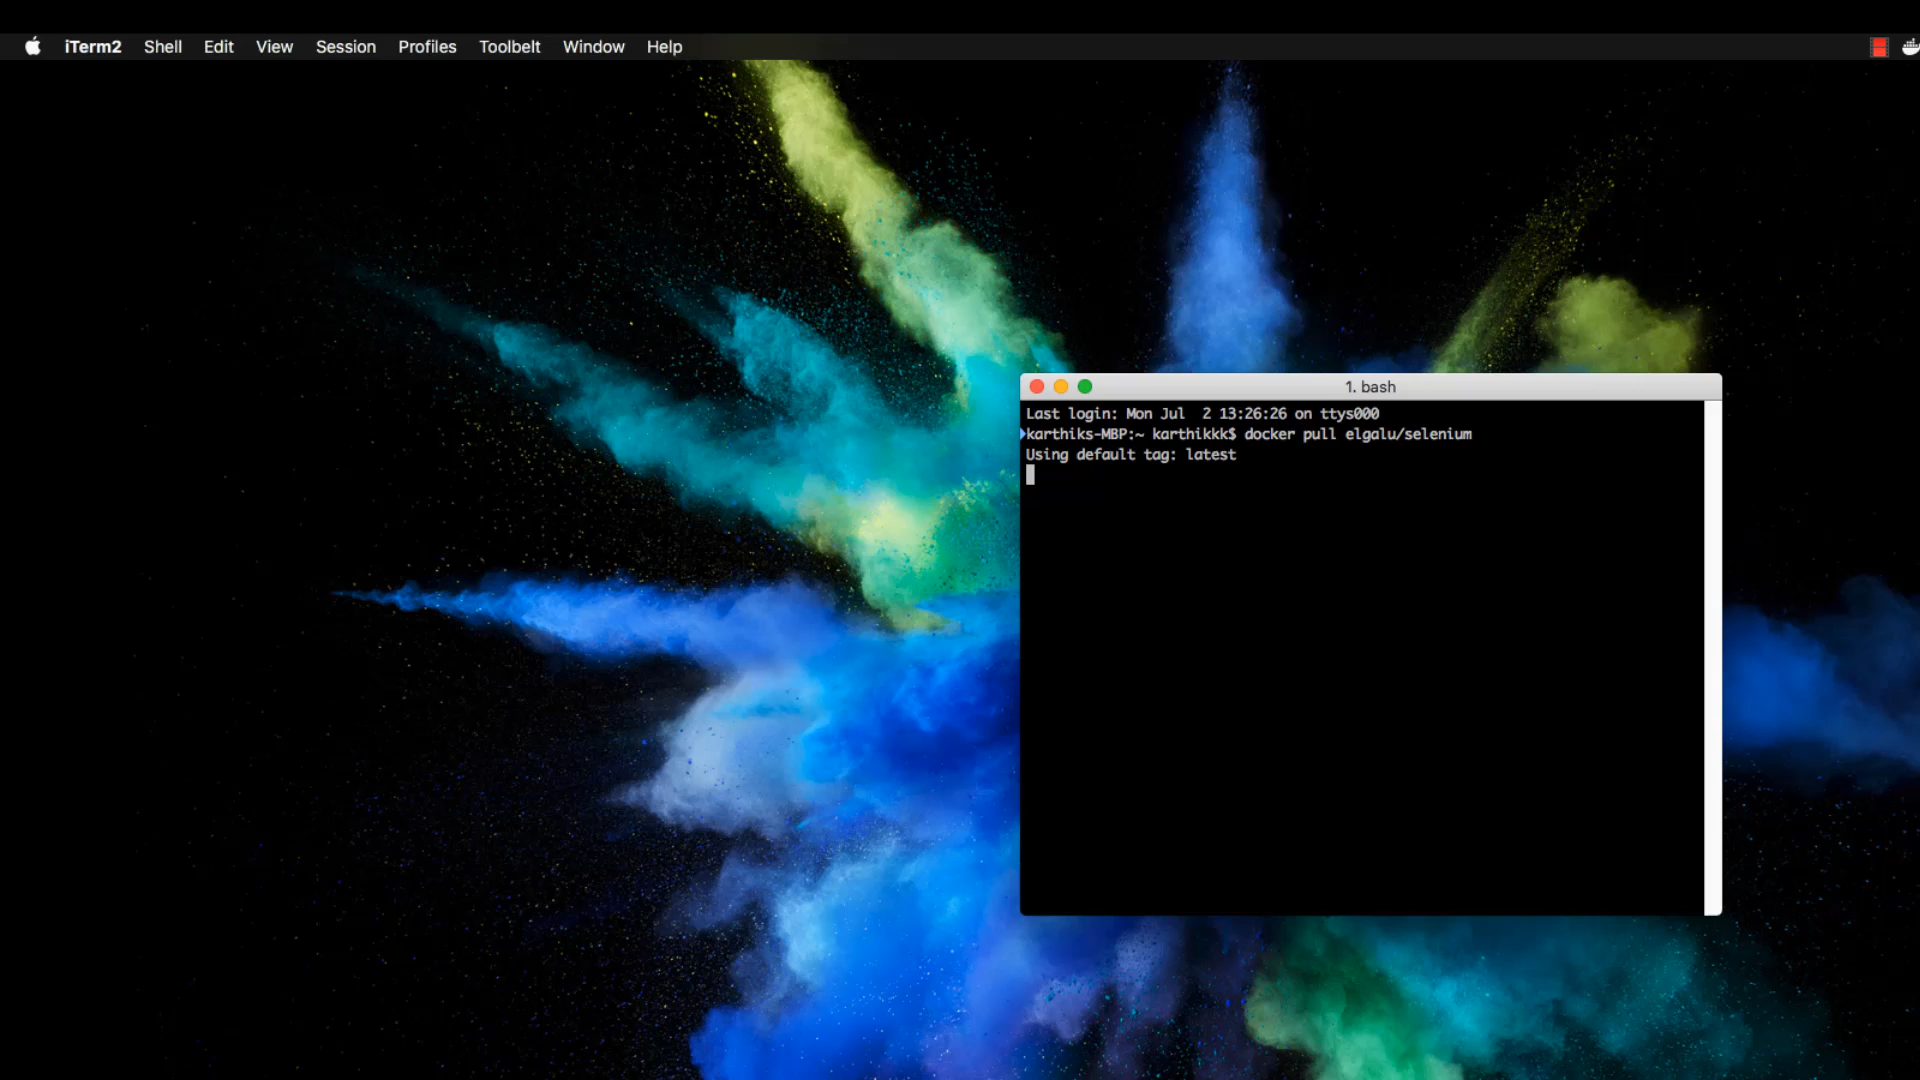 iTerm2 Shell Edit View Session Profiles Toolbelt Window Help
1. bash
Last login: Mon Jul  2 13:26:26 on ttys000
karthiks-MBP:~ karthikkk$ docker pull elgalu/selenium
Using default tag: latest